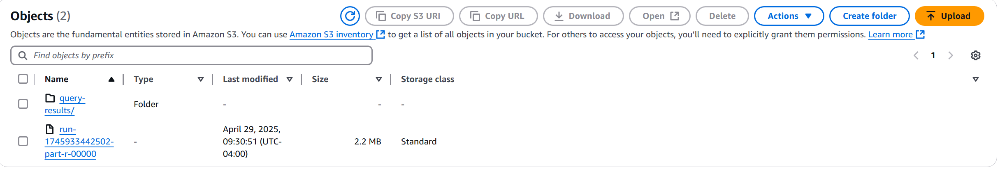 Objects (2)
Copy S3 URI
Copy URL
Download
Open
Delete
Actions
Create folder
Upload
Objects are the fundamental entities stored in Amazon S3. You can use Amazon S3 inventory to get a list of all objects in your bucket. For others to access your objects, you’ll need to explicitly grant them permissions. Learn more
Find objects by prefix
1
Name
Type
Last modified
Size
Storage class
query-
results/
Folder
-
-
-
run-
1745933442502-
part-r-00000
-
April 29, 2025,
09:30:51 (UTC-
04:00)
2.2 MB
Standard